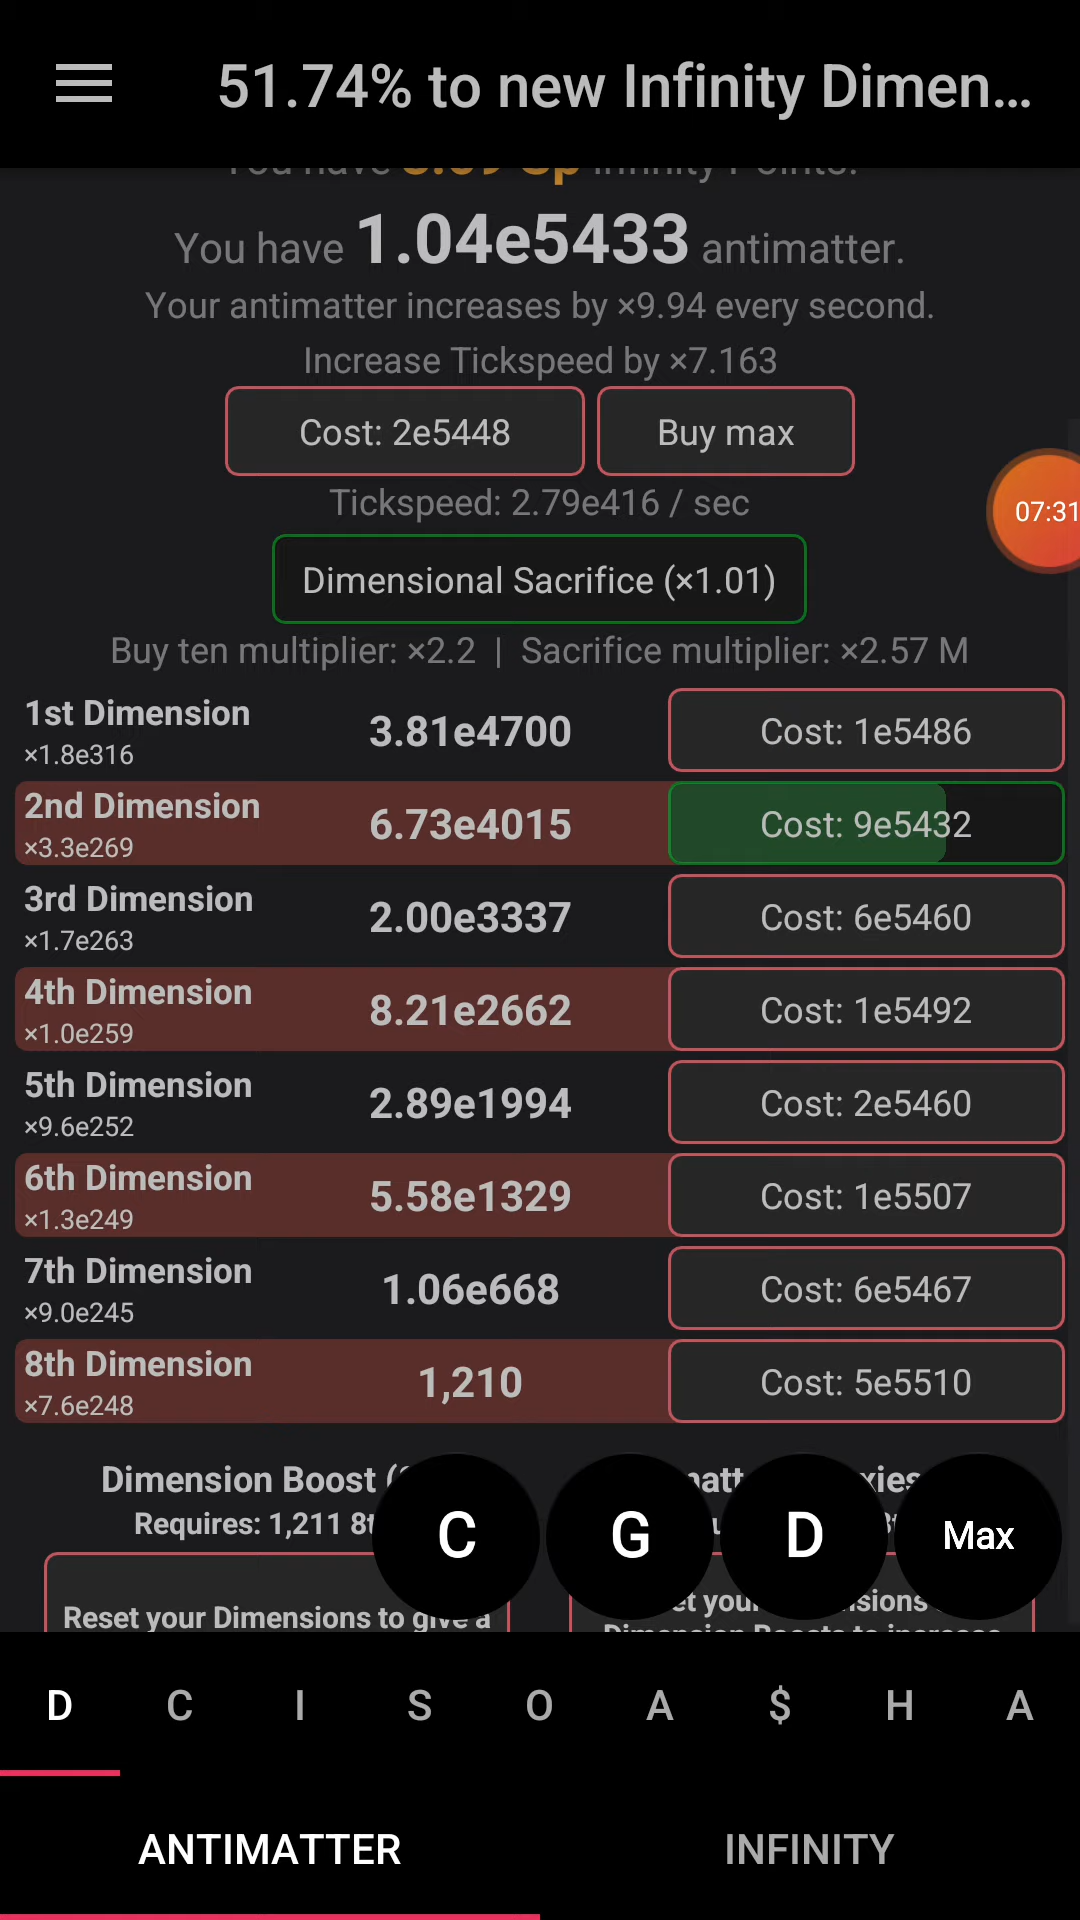 51.74% to new Infinity Dimen...
You have 1.04e5433 antimatter.
Your antimatter increases by ×9.94 every second.
Increase Tickspeed by ×7.163
Cost: 2e5448 Buy max
07:31
Tickspeed: 2.79e416 / sec
Dimensional Sacrifice (×1.01)
Buy ten multiplier: ×2.2 | Sacrifice multiplier: ×2.57 M
1st Dimension 3.81e4700 Cost: 1e5486
×1.8e316
2nd Dimension 6.73e4015 Cost: 9e5432
×3.3e269
3rd Dimension 2.00e3337 Cost: 6e5460
×1.7e263
4th Dimension 8.21e2662 Cost: 1e5492
×1.0e259
5th Dimension 2.89e1994 Cost: 2e5460
×9.6e252
6th Dimension 5.58e1329 Cost: 1e5507
×1.3e249
7th Dimension 1.06e668 Cost: 6e5467
×9.0e245
8th Dimension 1,210 Cost: 5e5510
×7.6e248
Dimension Boost
Requires: 1,211
C G D Max
Reset your Dimensions to give a
D C I S O A $ H A
ANTIMATTER INFINITY